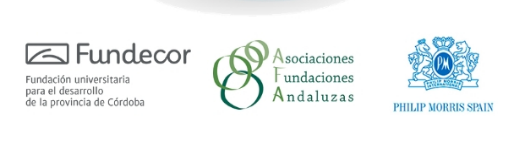 Fundecor
Fundación universitaria
para el desarrollo
de la provincia de Córdoba
Asociaciones
Fundaciones
Andaluzas
PM
PHILIP MORRIS SPAIN